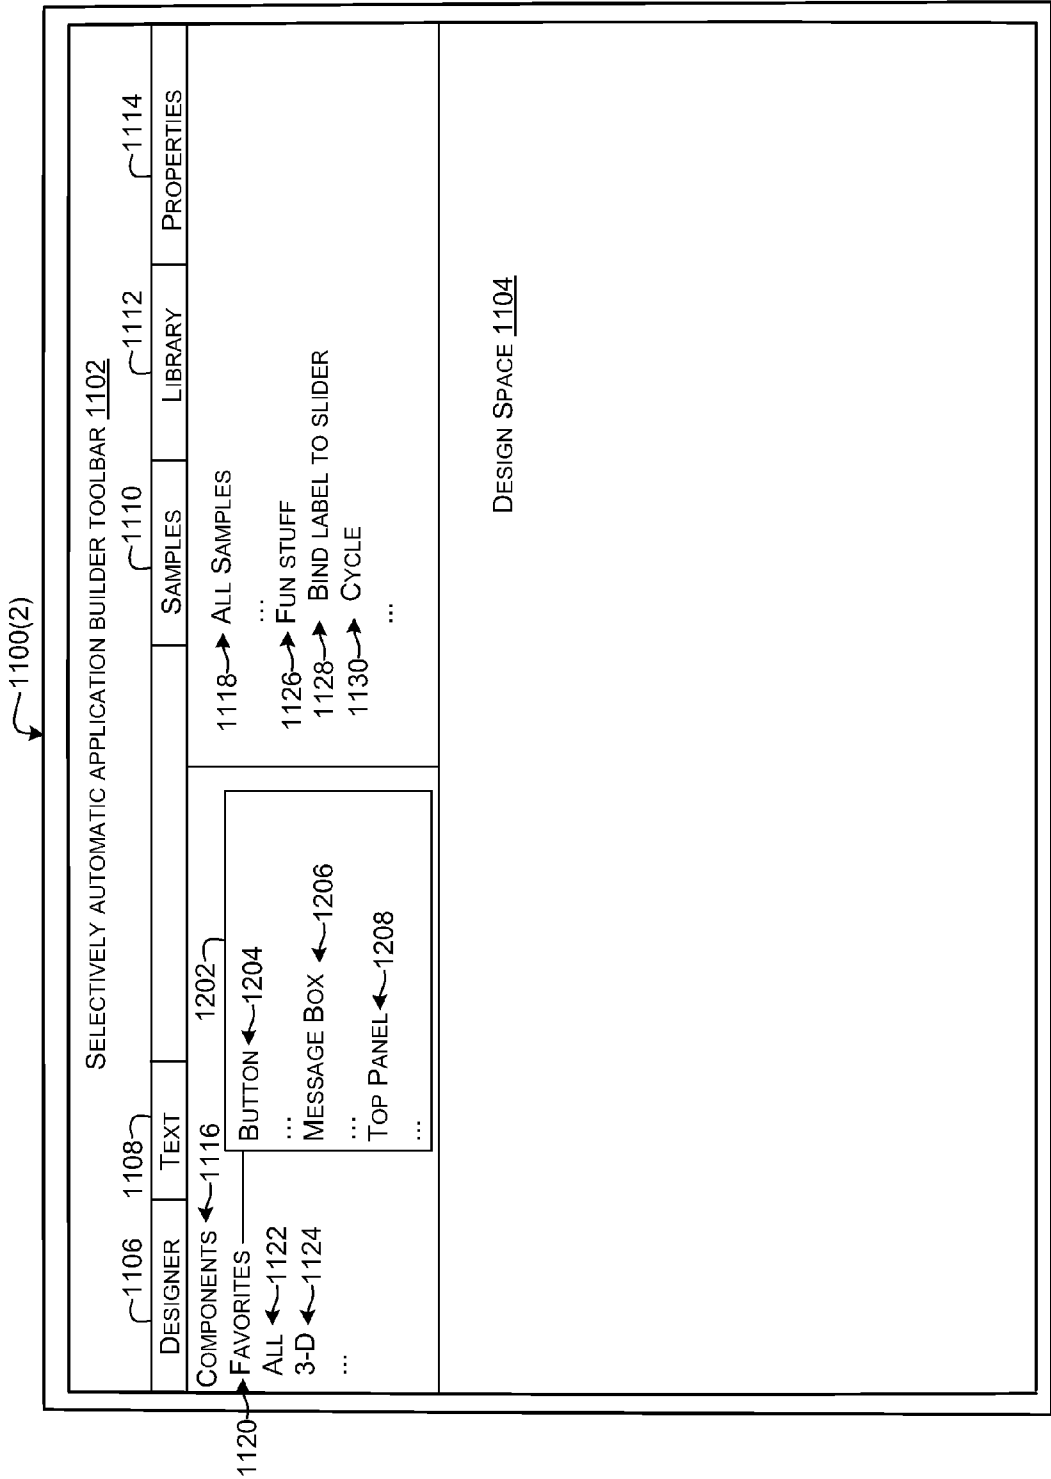 1100(2)
SELECTIVELY AUTOMATIC APPLICATION BUILDER TOOLBAR 1102
1106
1108
1110
1112
1114
DESIGNER
TEXT
SAMPLES
LIBRARY
PROPERTIES
COMPONENTS 1116
1202
1118 ALL SAMPLES
1120
FAVORITES
BUTTON 1204
...
ALL 1122
...
1126 FUN STUFF
3-D 1124
MESSAGE BOX 1206
1128 BIND LABEL TO SLIDER
...
...
1130 CYCLE
TOP PANEL 1208
...
...
DESIGN SPACE 1104